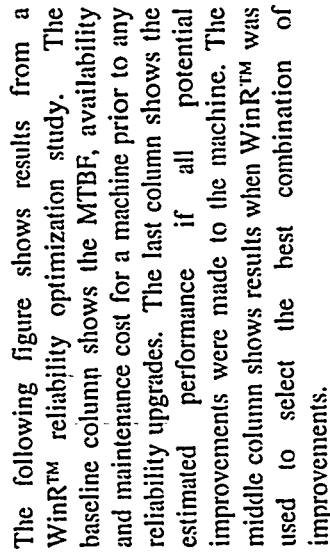 The following figure shows results from a
WinR™ reliability optimization study. The
baseline column shows the MTBF, availability
and maintenance cost for a machine prior to any
reliability upgrades. The last column shows the
estimated performance if all potential
improvements were made to the machine. The
middle column shows results when WinR™ was
used to select the best combination of
improvements.